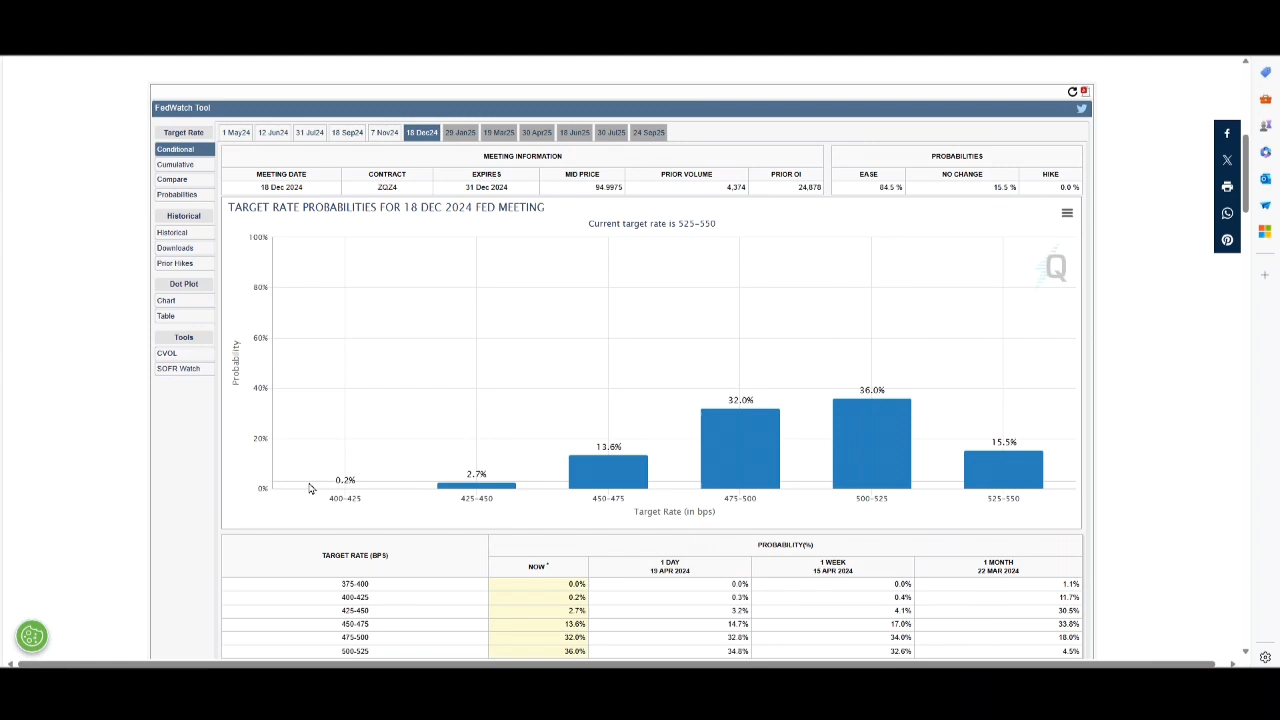 FedWatch Tool
Target Rate
1 May24 12 Jun24 31 Jul24 18 Sep24 7 Nov24 18 Dec24 29 Jan25 19 Mar25 30 Apr25 18 Jun25 30 Jul25 24 Sep25
Conditional
Cumulative
Compare
Probabilities
Historical
Historical
Downloads
Prior Hikes
Dot Plot
Chart
Table
Tools
CVOL
SOFR Watch
MEETING INFORMATION
MEETING DATE CONTRACT EXPIRES MID PRICE PRIOR VOLUME PRIOR OI
18 Dec 2024 ZQZ4 31 Dec 2024 94.9975 4,374 24,878
PROBABILITIES
EASE NO CHANGE HIKE
84.5 % 15.5 % 0.0 %
TARGET RATE PROBABILITIES FOR 18 DEC 2024 FED MEETING
Current target rate is 525-550
Probability
100%
80%
60%
40%
20%
0%
0.2% 2.7% 13.6% 32.0% 36.0% 15.5%
400-425 425-450 450-475 475-500 500-525 525-550
Target Rate (in bps)
Q
TARGET RATE (BPS) PROBABILITY(%)
NOW * 1 DAY 1 WEEK 1 MONTH
19 APR 2024 15 APR 2024 22 MAR 2024
375-400 0.0% 0.0% 0.0% 1.1%
400-425 0.2% 0.3% 0.4% 11.7%
425-450 2.7% 3.2% 4.1% 30.5%
450-475 13.6% 14.7% 17.0% 33.8%
475-500 32.0% 32.8% 34.0% 18.0%
500-525 36.0% 34.8% 32.6% 4.5%